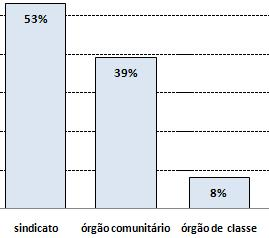 53%
39%
8%
sindicato órgão comunitário órgão de classe